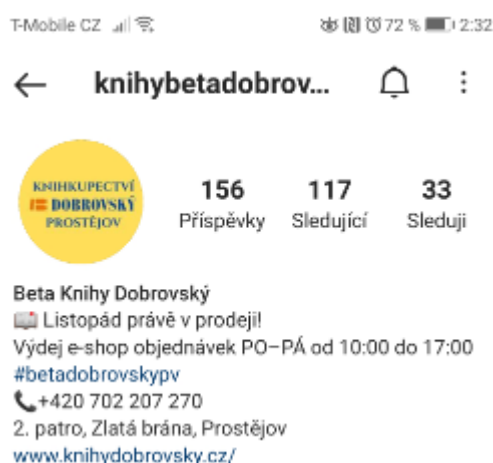 T-Mobile CZ 72 % 2:32
knihybetadobrov...
KNIHKUPECTVÍ
DOBROVSKÝ
PROSTĚJOV
156 117 33
Příspěvky Sledující Sleduji
Beta Knihy Dobrovský
Listopád právě v prodeji!
Výdej e-shop objednávek PO–PÁ od 10:00 do 17:00
#betadobrovskypv
+420 702 207 270
2. patro, Zlatá brána, Prostějov
www.knihydobrovsky.cz/